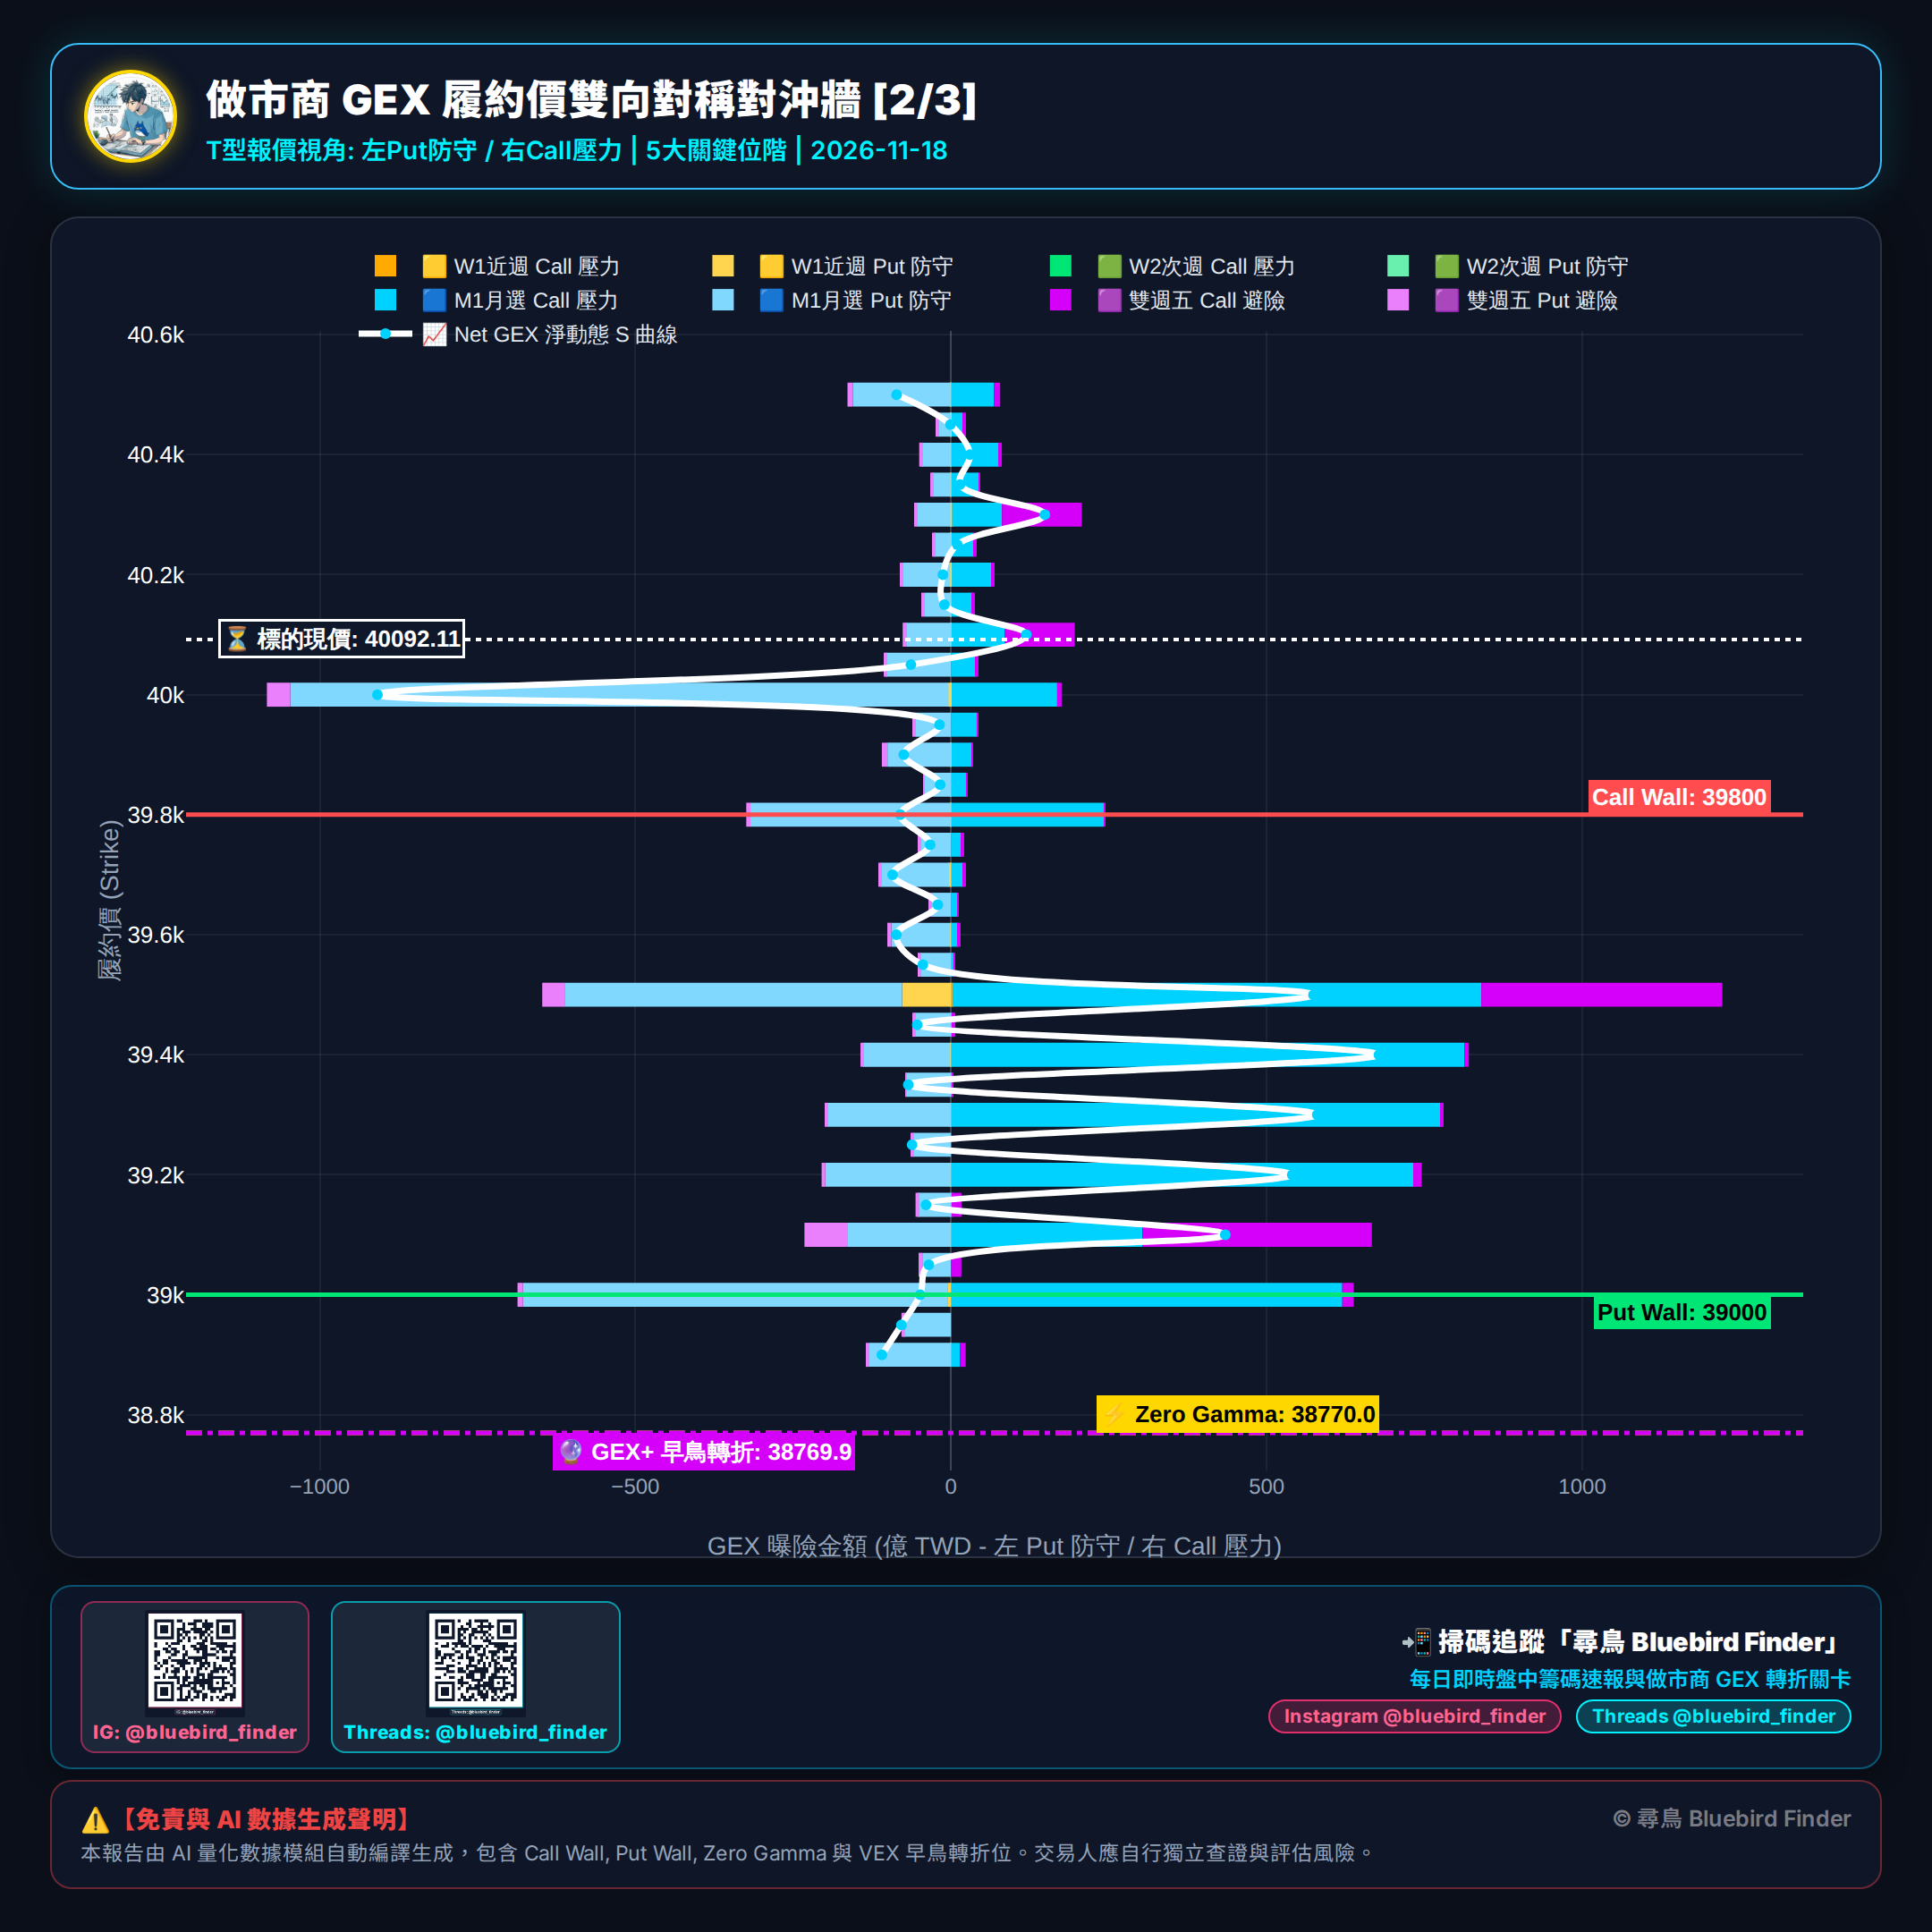 做市商 GEX 履約價雙向對稱對沖牆 [2/3]
T型報價視角: 左Put防守 / 右Call壓力 | 5大關鍵位階 | 2026-11-18
W1近週 Call 壓力
W1近週 Put 防守
W2次週 Call 壓力
W2次週 Put 防守
M1月選 Call 壓力
M1月選 Put 防守
雙週五 Call 避險
雙週五 Put 避險
Net GEX 淨動態 S 曲線
40.6k
40.4k
40.2k
標的現價: 40092.11
40k
Call Wall: 39800
39.8k
履約價 (Strike)
39.6k
39.4k
39.2k
39k
Put Wall: 39000
38.8k
⚡ Zero Gamma: 38770.0
🔮 GEX+ 早鳥轉折: 38769.9
−1000
−500
0
500
1000
GEX 曝險金額 (億 TWD - 左 Put 防守 / 右 Call 壓力)
IG: @bluebird_finder
Threads: @bluebird_finder
📲 掃碼追蹤「尋鳥 Bluebird Finder」
每日即時盤中籌碼速報與做市商 GEX 轉折關卡
Instagram @bluebird_finder
Threads @bluebird_finder
⚠️【免責與 AI 數據生成聲明】
© 尋鳥 Bluebird Finder
本報告由 AI 量化數據模組自動編譯生成，包含 Call Wall, Put Wall, Zero Gamma 與 VEX 早鳥轉折位。交易人應自行獨立查證與評估風險。